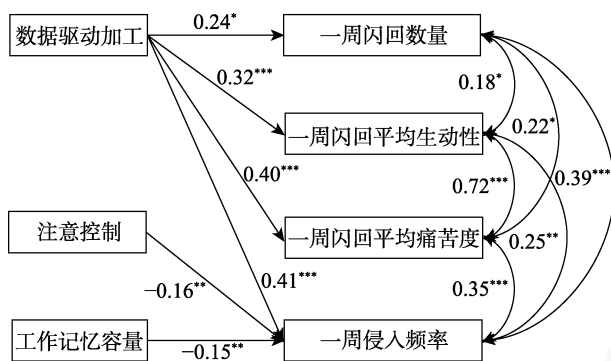 数据驱动加工
0.24*
一周闪回数量
0.32***
0.18*
一周闪回平均生动性
0.22*
0.40***
0.72***
0.39***
注意控制
一周闪回平均痛苦度
0.25**
−0.16**
0.41***
0.35***
工作记忆容量
−0.15**
一周侵入频率